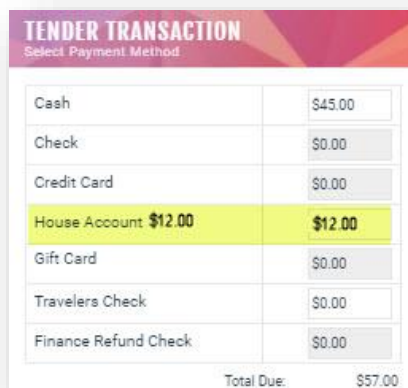 TENDER TRANSACTION
Select Payment Method
Cash $45.00
Check $0.00
Credit Card $0.00
House Account $12.00 $12.00
Gift Card $0.00
Travelers Check $0.00
Finance Refund Check $0.00
Total Due: $57.00